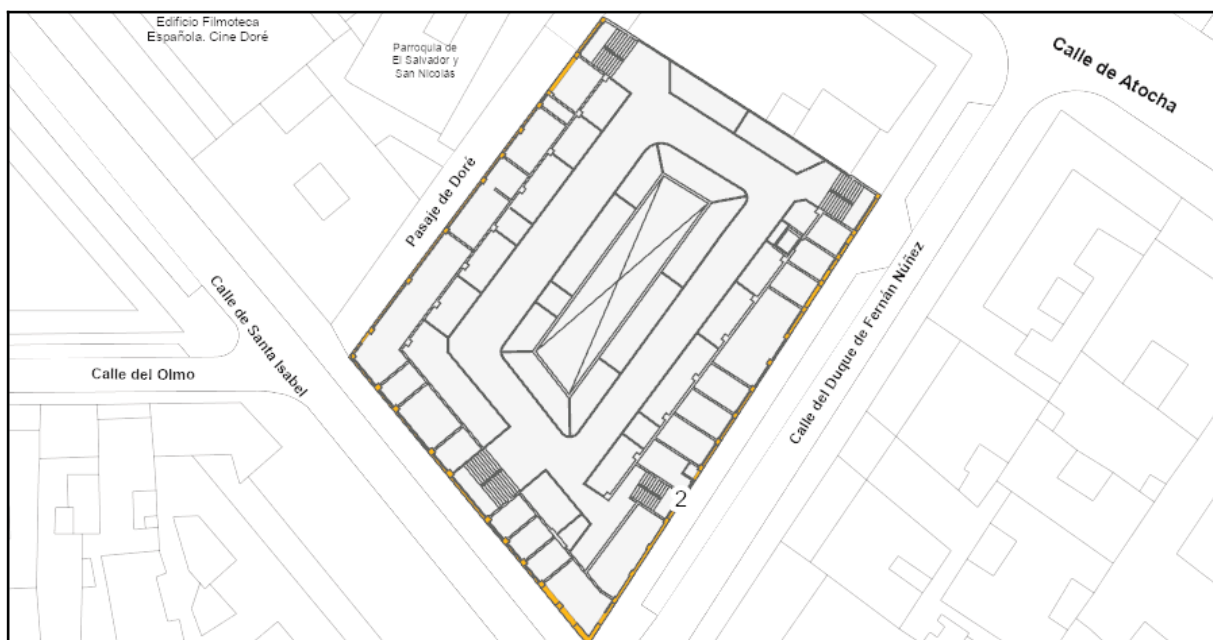 Edificio Filmoteca
Española. Cine Doré
Parroquia de
El Salvador y
San Nicolás
Calle de Atocha
Pasaje de Doré
Calle de Santa Isabel
Calle del Olmo
Calle del Duque de Fernán Núñez
2